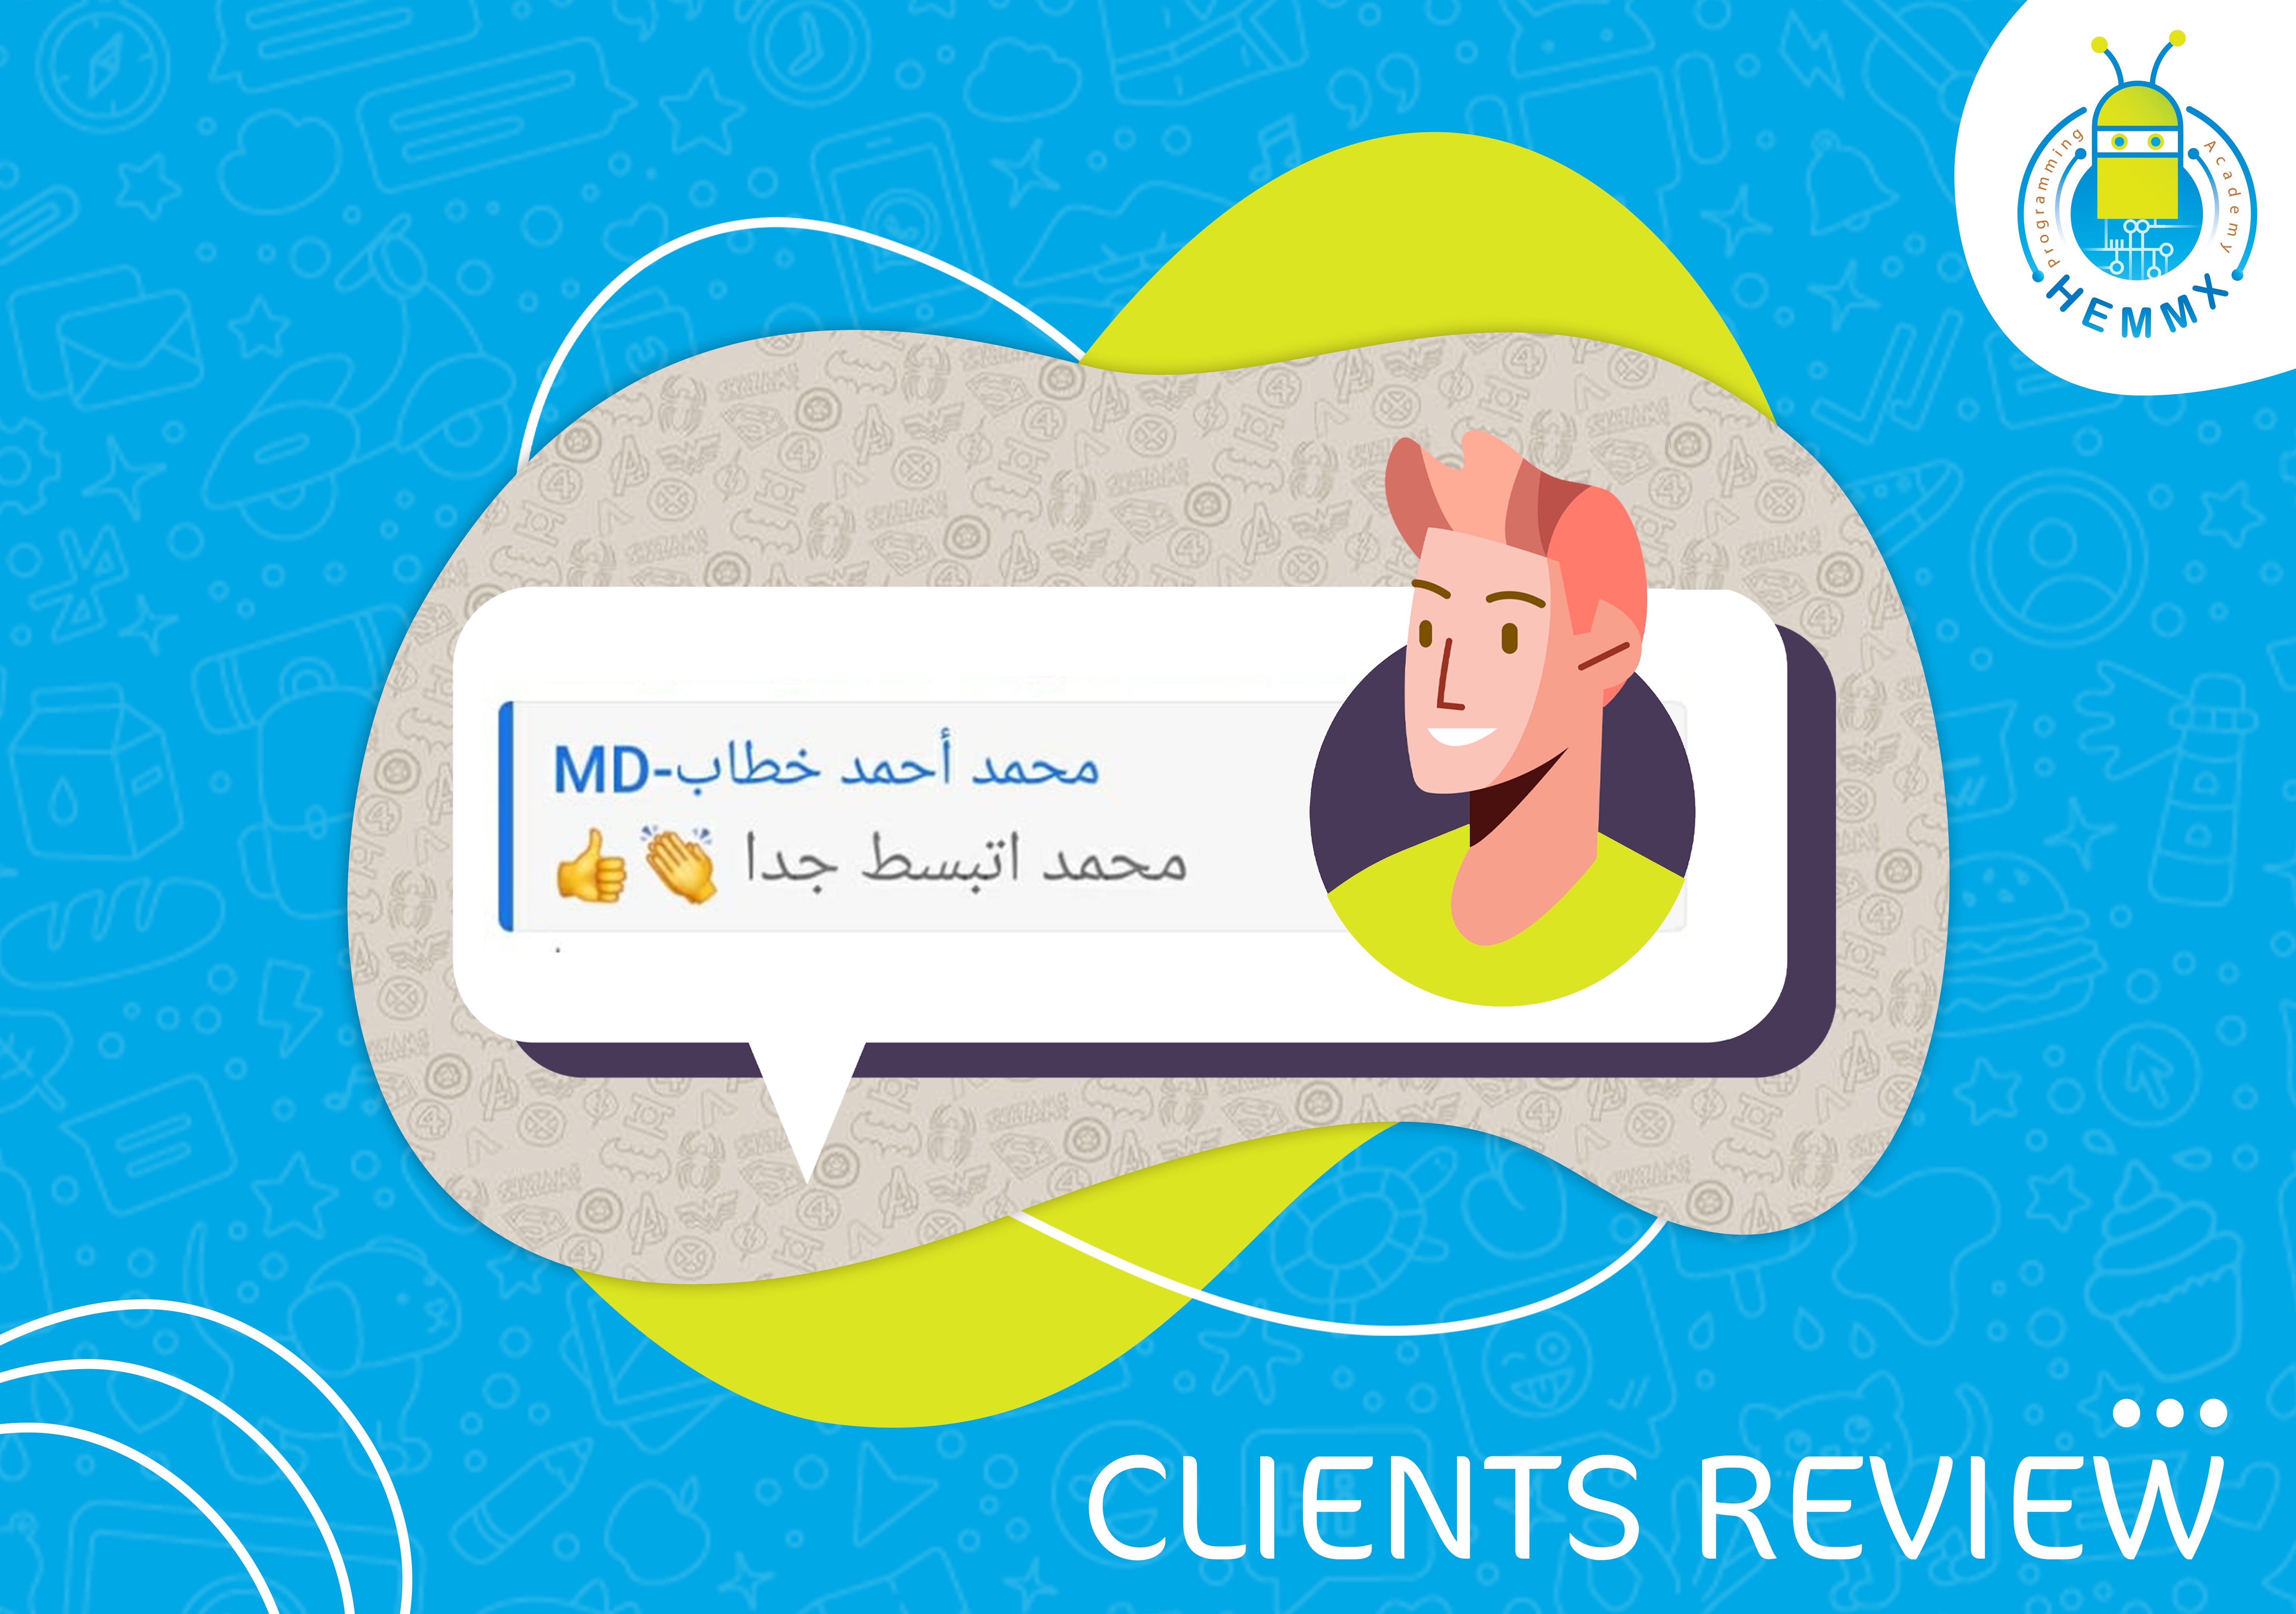 Programming Academy
HEMMX
محمد أحمد خطاب-MD
محمد اتبسط جدا 👏 👍
CLIENTS REVIEW